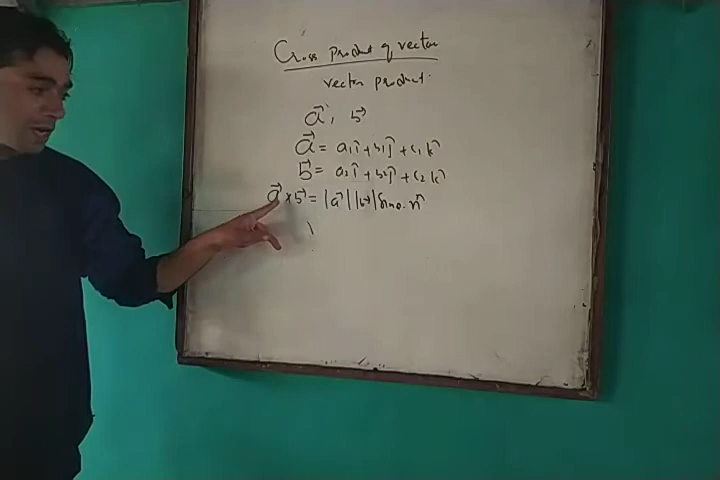 Cross product of vector
vector product.
a⃗, b⃗
a⃗ = a₁î + b₁ĵ + c₁k̂
b⃗ = a₂î + b₂ĵ + c₂k̂
a⃗ × b⃗ = |a⃗| |b⃗| sinθ. n̂